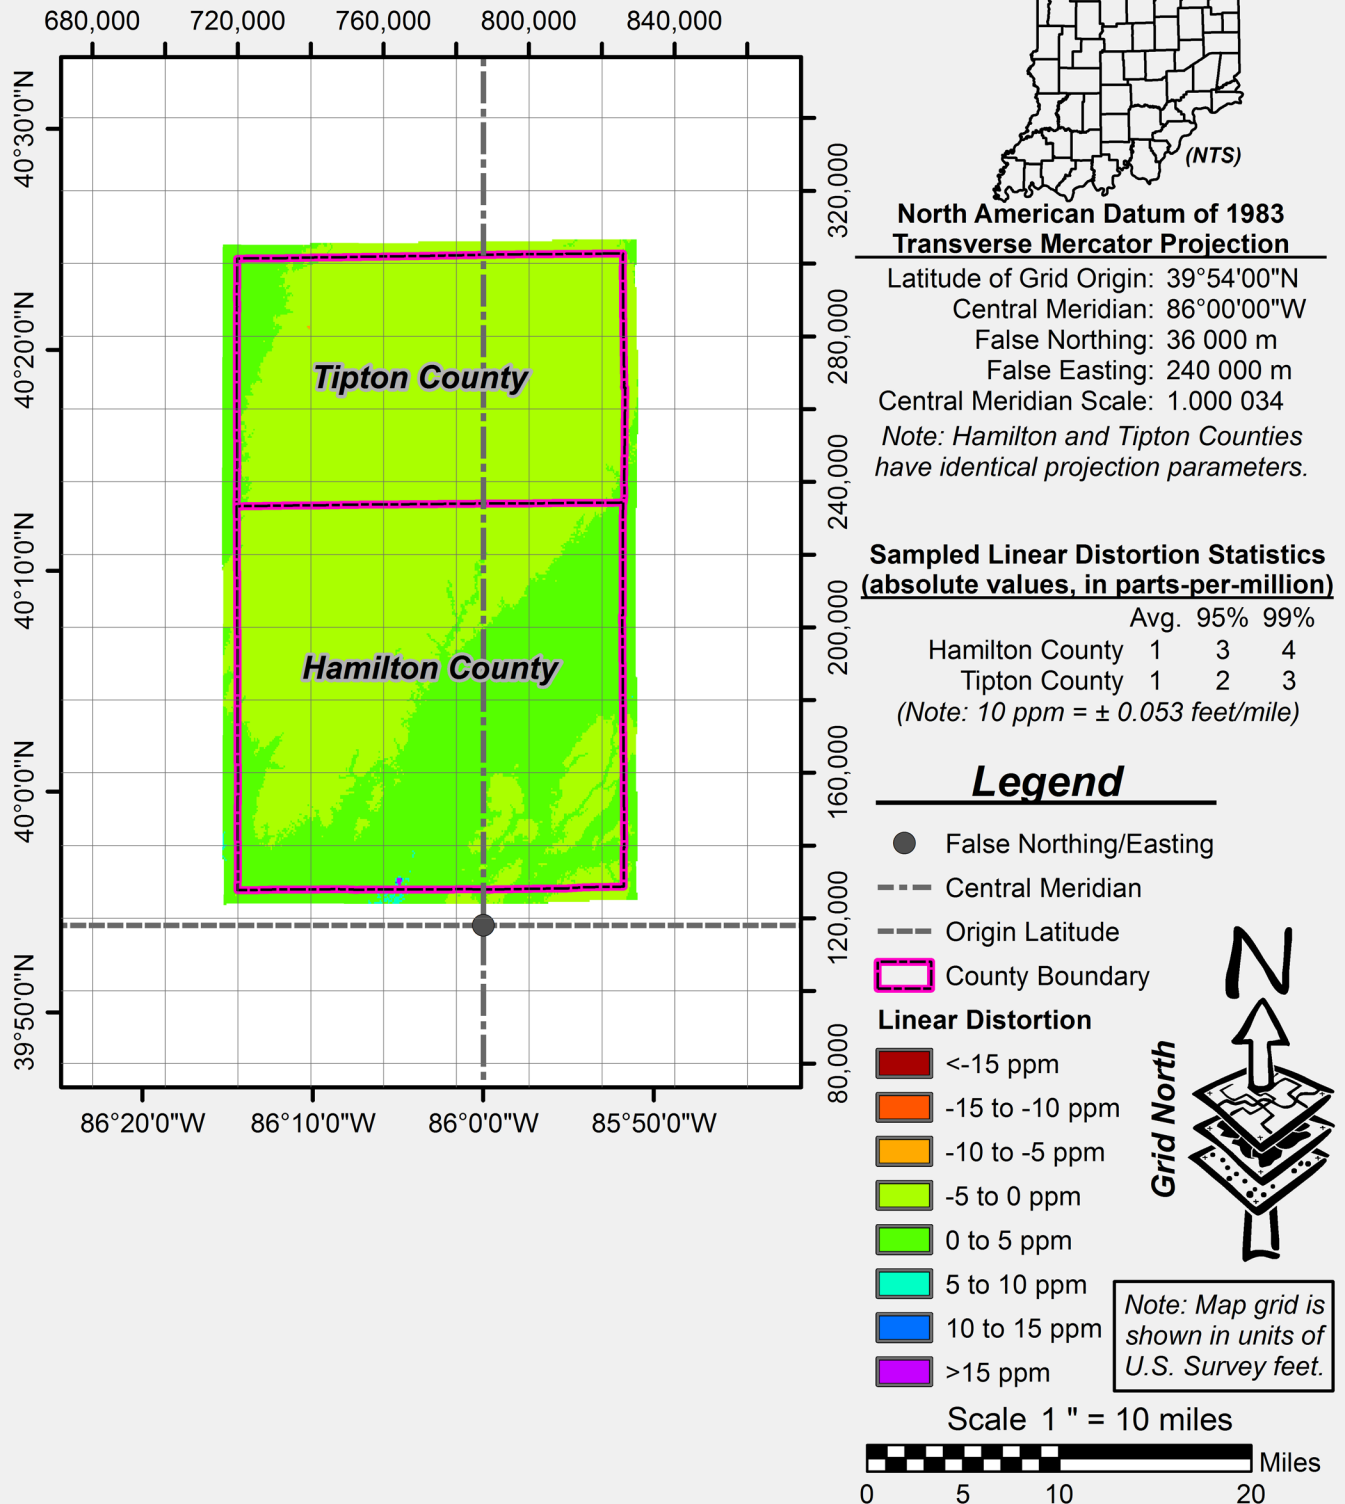 680,000 720,000 760,000 800,000 840,000
40°30'0"N
40°20'0"N
40°10'0"N
40°0'0"N
39°50'0"N
320,000
280,000
240,000
200,000
160,000
120,000
80,000
Tipton County
Hamilton County
86°20'0"W 86°10'0"W 86°00'0"W 85°50'0"W
(NTS)
North American Datum of 1983
Transverse Mercator Projection
Latitude of Grid Origin: 39°54'00"N
Central Meridian: 86°00'00"W
False Northing: 36 000 m
False Easting: 240 000 m
Central Meridian Scale: 1.000 034
Note: Hamilton and Tipton Counties
have identical projection parameters.
Sampled Linear Distortion Statistics
(absolute values, in parts-per-million)
Avg. 95% 99%
Hamilton County 1 3 4
Tipton County 1 2 3
(Note: 10 ppm = ± 0.053 feet/mile)
Legend
False Northing/Easting
Central Meridian
Origin Latitude
County Boundary
Linear Distortion
<-15 ppm
-15 to -10 ppm
-10 to -5 ppm
-5 to 0 ppm
0 to 5 ppm
5 to 10 ppm
10 to 15 ppm
>15 ppm
N
Grid North
Note: Map grid is
shown in units of
U.S. Survey feet.
Scale 1 " = 10 miles
Miles
0 5 10 20